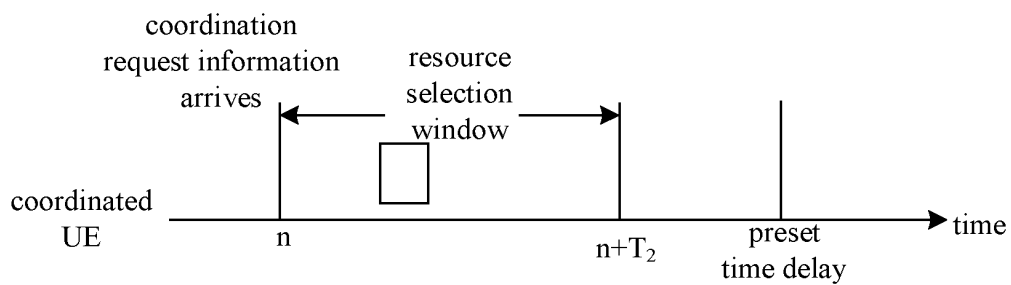 coordination
request information
arrives
resource
selection
window
coordinated
UE
n
n+T₂
preset
time delay
time